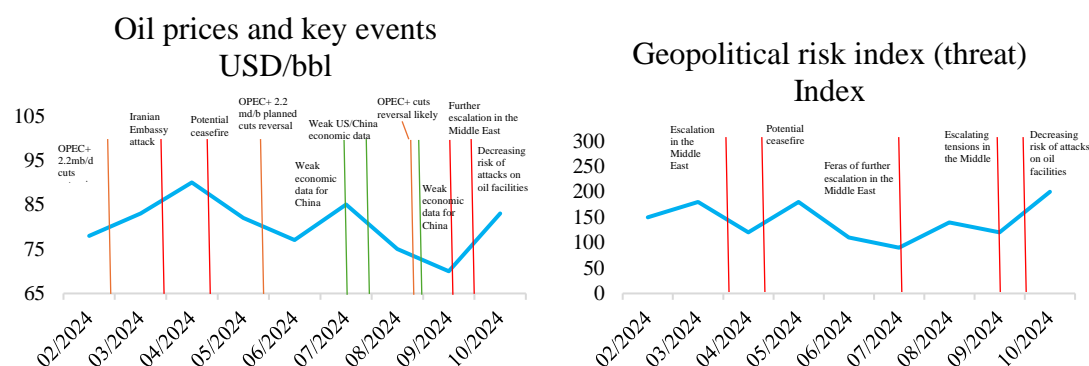 Oil prices and key events
USD/bbl
105
95
85
75
65
OPEC+
2.2mb/d
cuts
Iranian
Embassy
attack
Potential
ceasefire
OPEC+ 2.2
md/b planned
cuts reversal
Weak
economic
data for
China
Weak US/China
economic data
OPEC+ cuts
reversal likely
Weak
economic
data for
China
Further
escalation in the
Middle East
Decreasing
risk of
attacks on
oil facilities
02/2024
03/2024
04/2024
05/2024
06/2024
07/2024
08/2024
09/2024
10/2024
Geopolitical risk index (threat)
Index
300
250
200
150
100
50
0
Escalation
in the
Middle
East
Potential
ceasefire
Feras of further
escalation in the
Middle East
Escalating
tensions in
the Middle
Decreasing
risk of attacks
on oil
facilities
02/2024
03/2024
04/2024
05/2024
06/2024
07/2024
08/2024
09/2024
10/2024